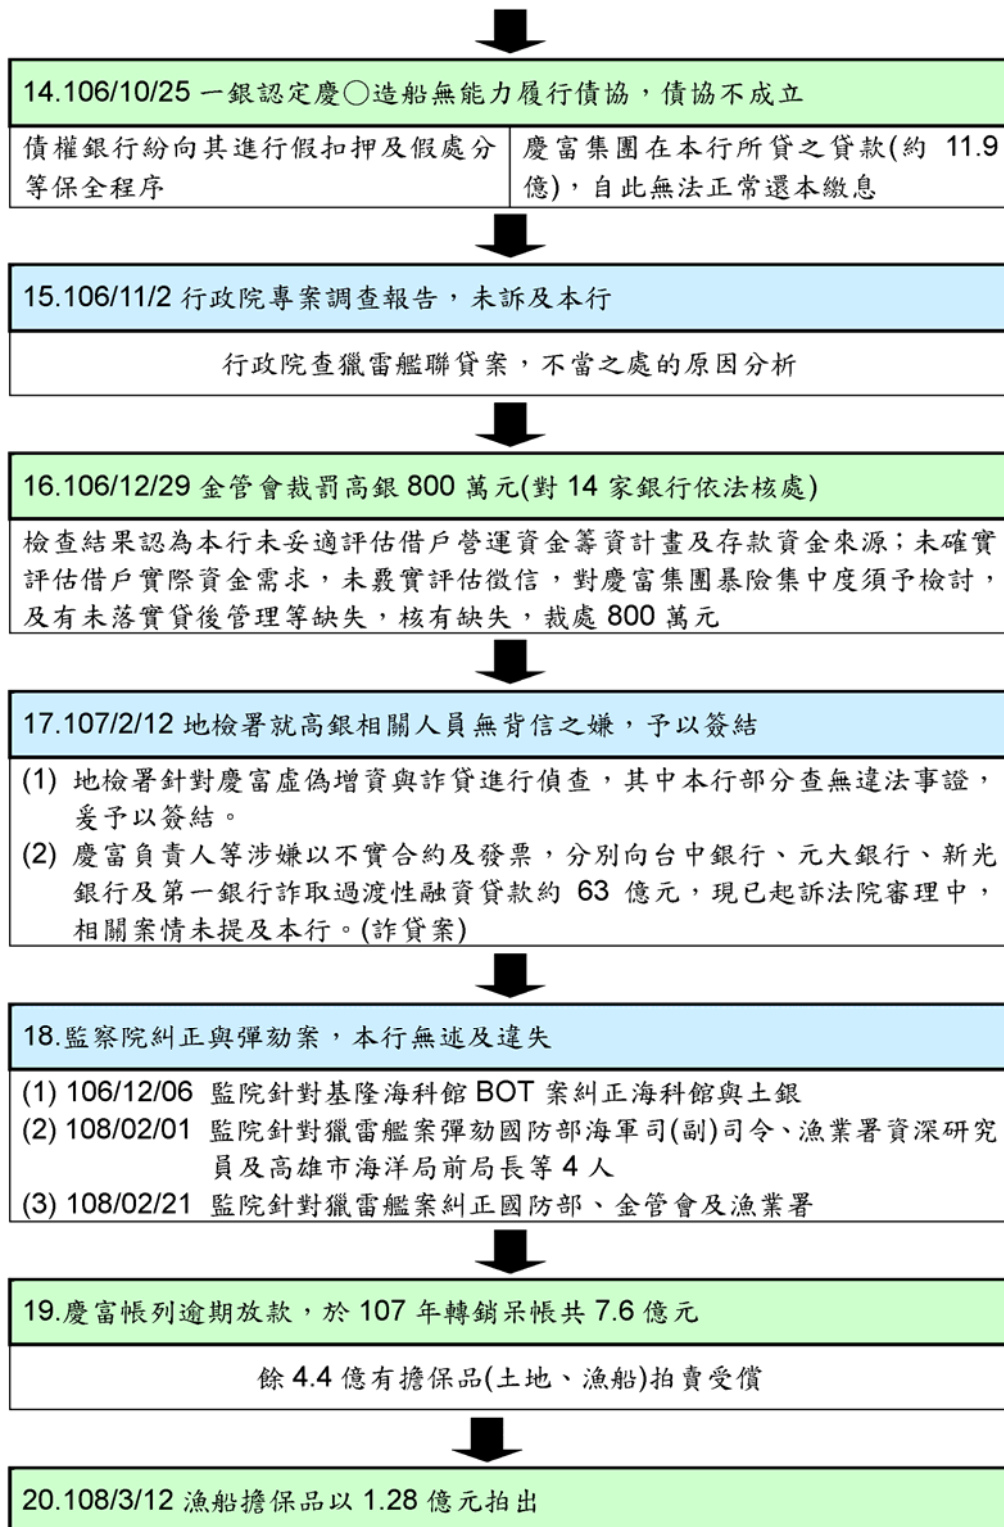 14.106/10/25 一銀認定慶○造船無能力履行債協，債協不成立
債權銀行紛向其進行假扣押及假處分
等保全程序
慶富集團在本行所貸之貸款(約 11.9
億)，自此無法正常還本繳息
15.106/11/2 行政院專案調查報告，未訴及本行
行政院查獵雷艦聯貸案，不當之處的原因分析
16.106/12/29 金管會裁罰高銀 800 萬元(對 14 家銀行依法核處)
檢查結果認為本行未妥適評估借戶營運資金籌資計畫及存款資金來源；未確實
評估借戶實際資金需求，未覈實評估徵信，對慶富集團暴險集中度須予檢討，
及有未落實貸後管理等缺失，核有缺失，裁處 800 萬元
17.107/2/12 地檢署就高銀相關人員無背信之嫌，予以簽結
(1) 地檢署針對慶富虛偽增資與詐貸進行偵查，其中本行部分查無違法事證，
爰予以簽結。
(2) 慶富負責人等涉嫌以不實合約及發票，分別向台中銀行、元大銀行、新光
銀行及第一銀行詐取過渡性融資貸款約 63 億元，現已起訴法院審理中，
相關案情未提及本行。(詐貸案)
18.監察院糾正與彈劾案，本行無述及違失
(1) 106/12/06 監院針對基隆海科館 BOT 案糾正海科館與土銀
(2) 108/02/01 監院針對獵雷艦案彈劾國防部海軍司(副)司令、漁業署資深研究
員及高雄市海洋局前局長等 4 人
(3) 108/02/21 監院針對獵雷艦案糾正國防部、金管會及漁業署
19.慶富帳列逾期放款，於 107 年轉銷呆帳共 7.6 億元
餘 4.4 億有擔保品(土地、漁船)拍賣受償
20.108/3/12 漁船擔保品以 1.28 億元拍出